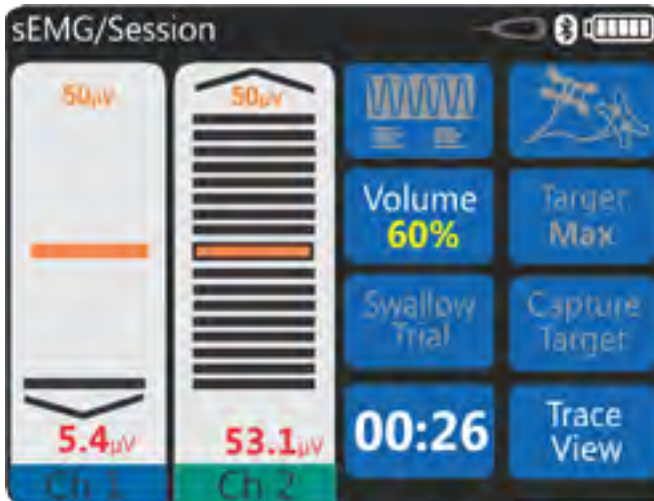 sEMG/Session
50µV
5.4µV
Ch 1
50µV
53.1µV
Ch 2
Volume
60%
Target
Max
Swallow
Trial
Capture
Target
00:26
Trace
View